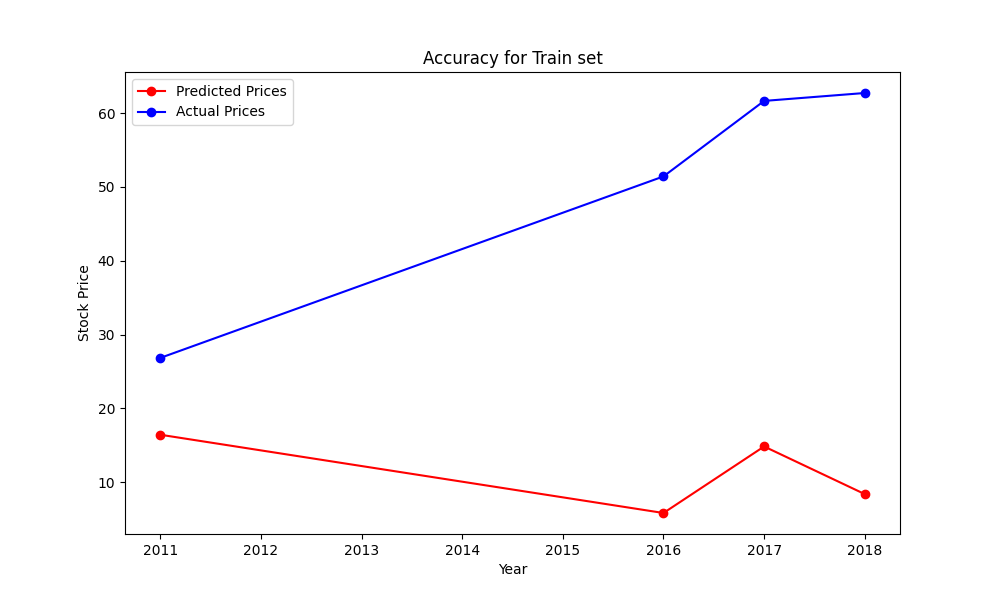 Accuracy for Train set
Predicted Prices
Actual Prices
60
50
40
30
20
10
Stock Price
2011 2012 2013 2014 2015 2016 2017 2018
Year